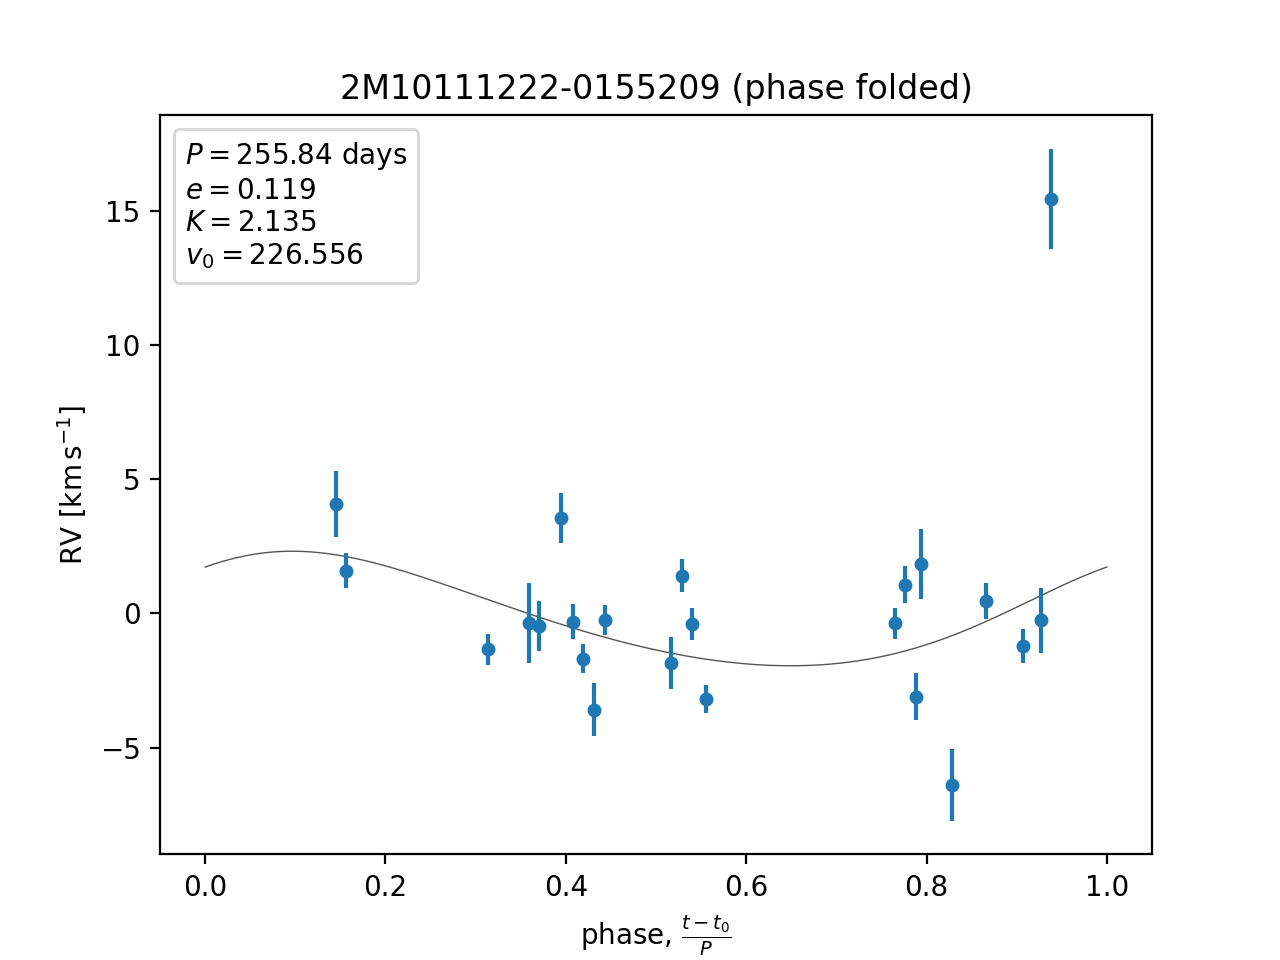 2M10111222-0155209 (phase folded)
P = 255.84 days
e = 0.119
K = 2.135
v₀ = 226.556
15
10
5
0
−5
RV [km s⁻¹]
0.0 0.2 0.4 0.6 0.8 1.0
phase, (t − t₀)/P